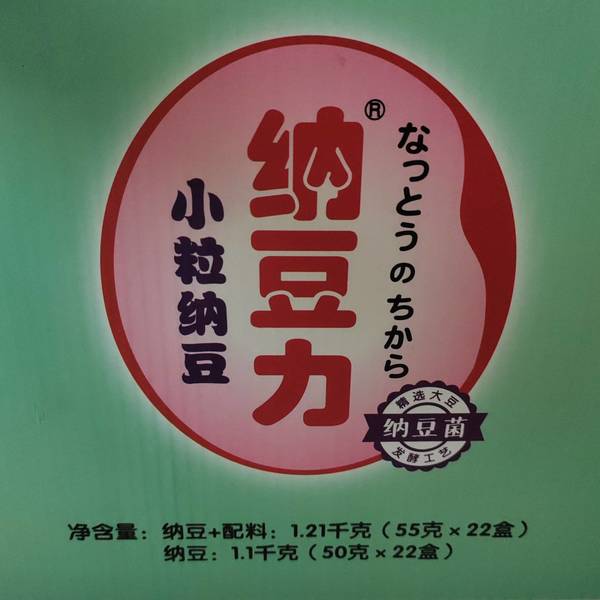 纳豆力®
なっとうのちから
小粒纳豆
精选大豆
纳豆菌
发酵工艺
净含量：纳豆+配料：1.21千克（55克×22盒）
纳豆：1.1千克（50克×22盒）